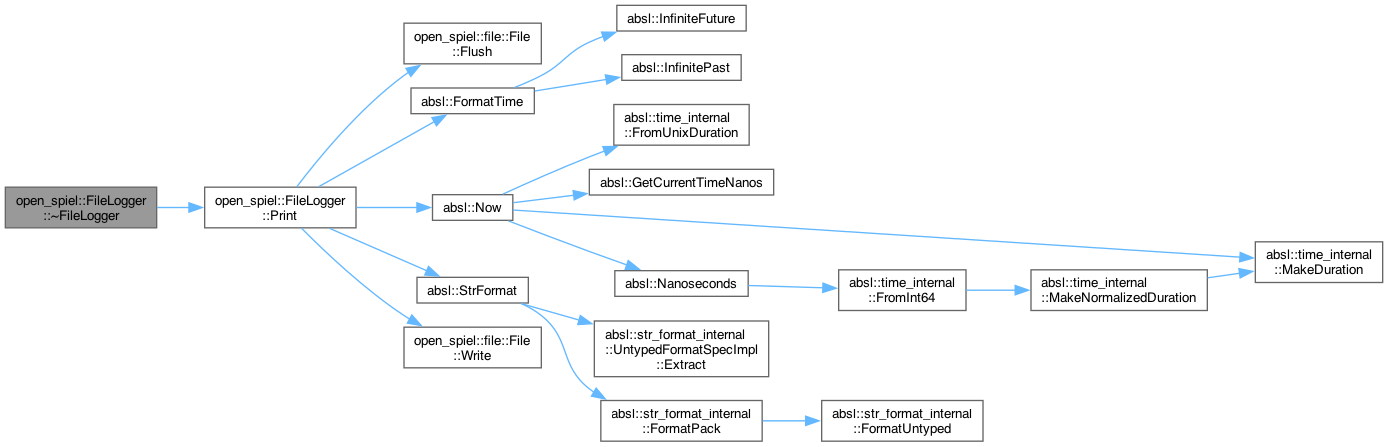 open_spiel::FileLogger
::~FileLogger
open_spiel::FileLogger
::Print
open_spiel::file::File
::Flush
absl::FormatTime
absl::InfiniteFuture
absl::InfinitePast
absl::Now
absl::time_internal
::FromUnixDuration
absl::GetCurrentTimeNanos
absl::Nanoseconds
absl::time_internal
::FromInt64
absl::time_internal
::MakeNormalizedDuration
absl::time_internal
::MakeDuration
absl::StrFormat
absl::str_format_internal
::UntypedFormatSpecImpl
::Extract
absl::str_format_internal
::FormatPack
absl::str_format_internal
::FormatUntyped
open_spiel::file::File
::Write